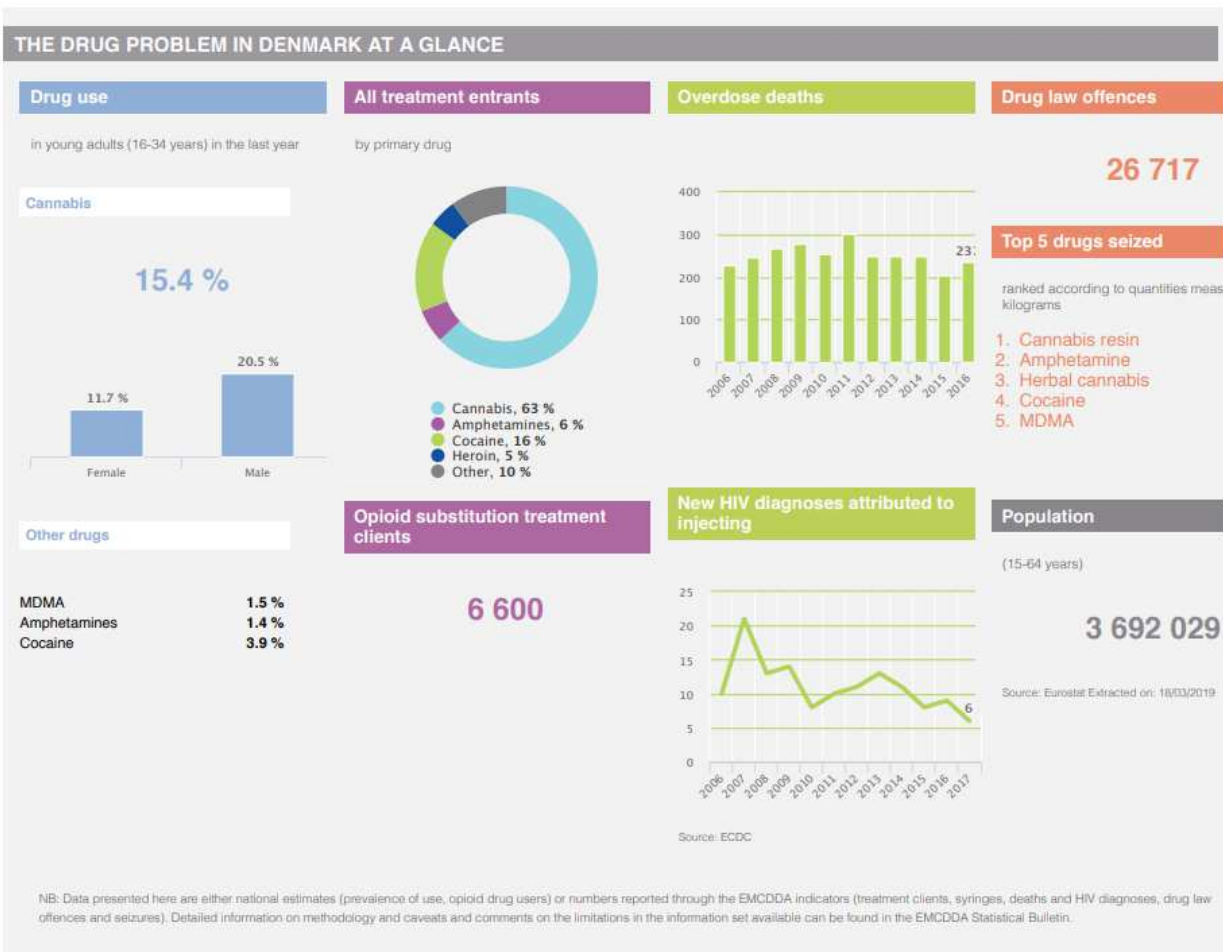 THE DRUG PROBLEM IN DENMARK AT A GLANCE
Drug use
in young adults (16-34 years) in the last year
Cannabis
15.4 %
20.5 %
11.7 %
Female
Male
Other drugs
MDMA 1.5 %
Amphetamines 1.4 %
Cocaine 3.9 %
All treatment entrants
by primary drug
Cannabis, 63 %
Amphetamines, 6 %
Cocaine, 16 %
Heroin, 5 %
Other, 10 %
Opioid substitution treatment
clients
6 600
Overdose deaths
400
300
200
100
0
2006 2007 2008 2009 2010 2011 2012 2013 2014 2015 2016
New HIV diagnoses attributed to
injecting
25
20
15
10
5
0
6
2006 2007 2008 2009 2010 2011 2012 2013 2014 2015 2016 2017
Source: ECDC
Drug law offences
26 717
Top 5 drugs seized
ranked according to quantities
kilograms
1. Cannabis resin
2. Amphetamine
3. Herbal cannabis
4. Cocaine
5. MDMA
Population
(15-64 years)
3 692 029
Source: Eurostat Extracted on: 18/03/2019
NB: Data presented here are either national estimates (prevalence of use, opioid drug users) or numbers reported through the EMCDDA indicators (treatment clients, syringes, deaths and HIV diagnoses, drug law
offences and seizures). Detailed information on methodology and caveats and comments on the limitations in the information set available can be found in the EMCDDA Statistical Bulletin.